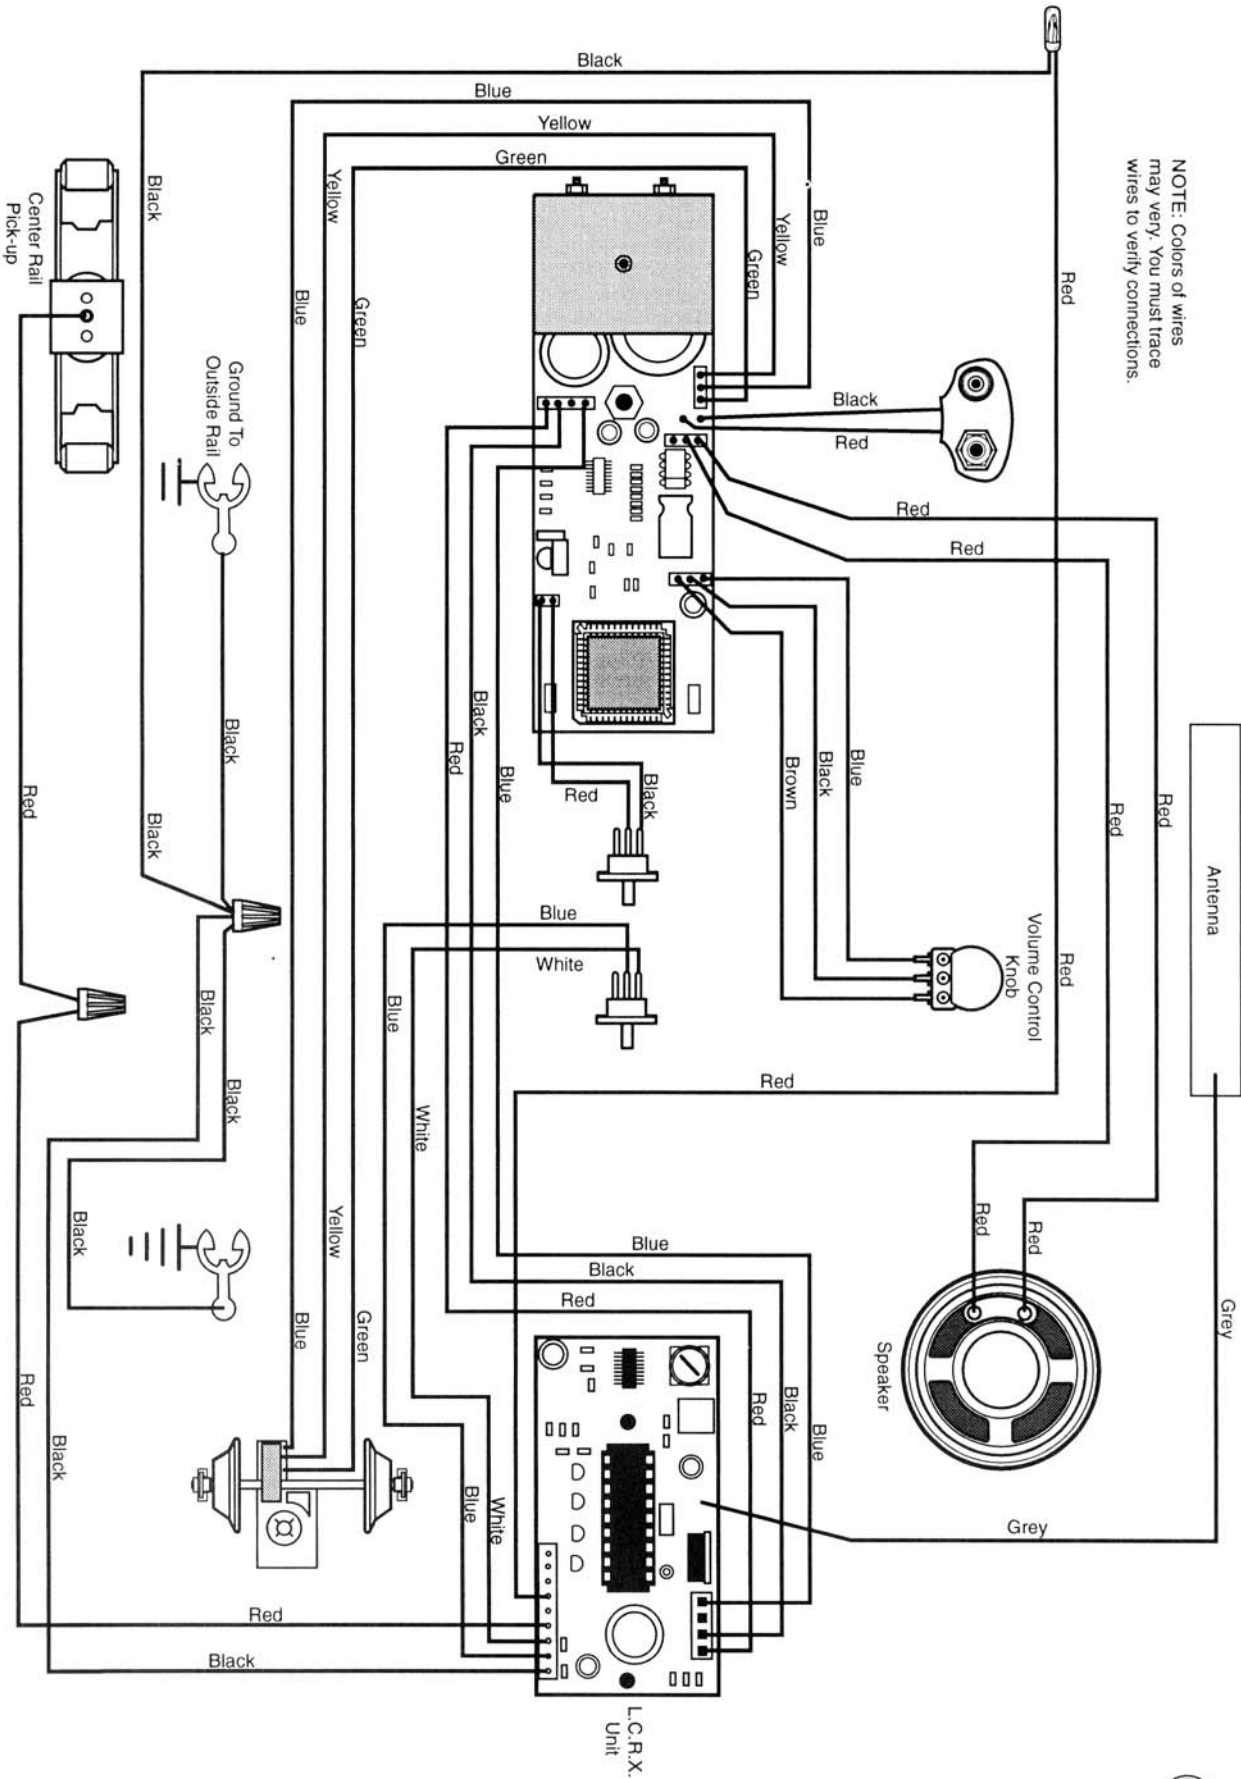 NOTE: Colors of wires
may very. You must trace
wires to verify connections.
Black
Blue
Yellow
Green
Black
Yellow
Blue
Green
Blue
Yellow
Green
Red
Center Rail
Pick-up
Ground To
Outside Rail
Black
Red
Red
Red
Black
Red
Blue
Black
Brown
Blue
Black
Red
Red
Red
Black
Black
Red
Black
Red
Antenna
Volume Control
Knob
Red
Blue
White
Blue
White
Black
Black
Black
Red
Blue
Black
Red
Red
Red
Grey
Speaker
Yellow
Blue
Green
Red
Black
Blue
Red
Black
Blue
White
Grey
Red
Black
L.C.R.X.
Unit